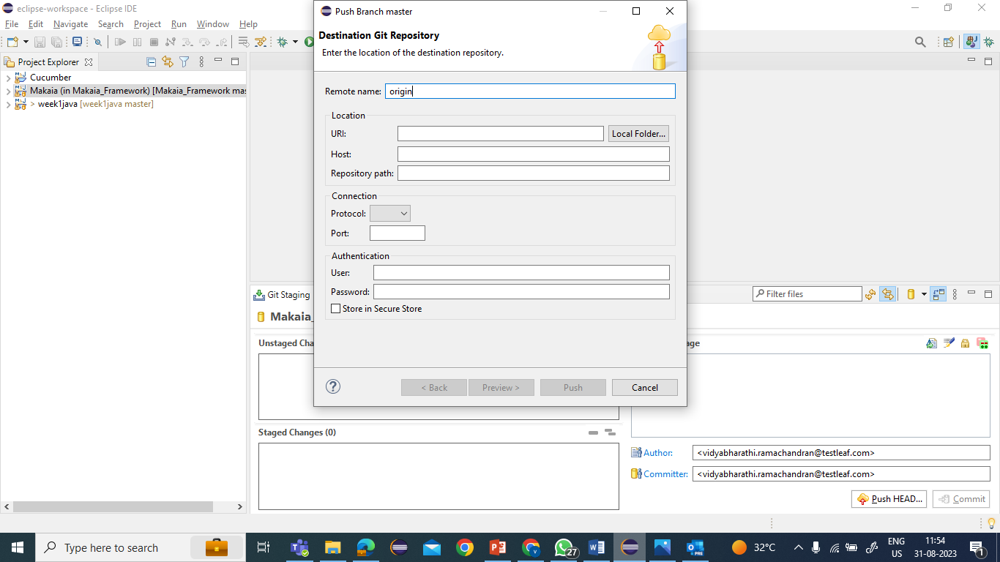 eclipse-workspace - Eclipse IDE
File Edit Navigate Search Project Run Window Help
Project Explorer
Cucumber
Makaia (in Makaia_Framework) [Makaia_Framework mas
> week1java [week1java master]
Push Branch master
Destination Git Repository
Enter the location of the destination repository.
Remote name: origin
Location
URI: Local Folder...
Host:
Repository path:
Connection
Protocol:
Port:
Authentication
User:
Password:
Store in Secure Store
< Back Preview > Push Cancel
Git Staging
Filter files
Makaia_
Unstaged Cha
age
Staged Changes (0)
Author: <vidyabharathi.ramachandran@testleaf.com>
Committer: <vidyabharathi.ramachandran@testleaf.com>
Push HEAD... Commit
Type here to search
27
32°C
ENG
US
11:54
31-08-2023
1